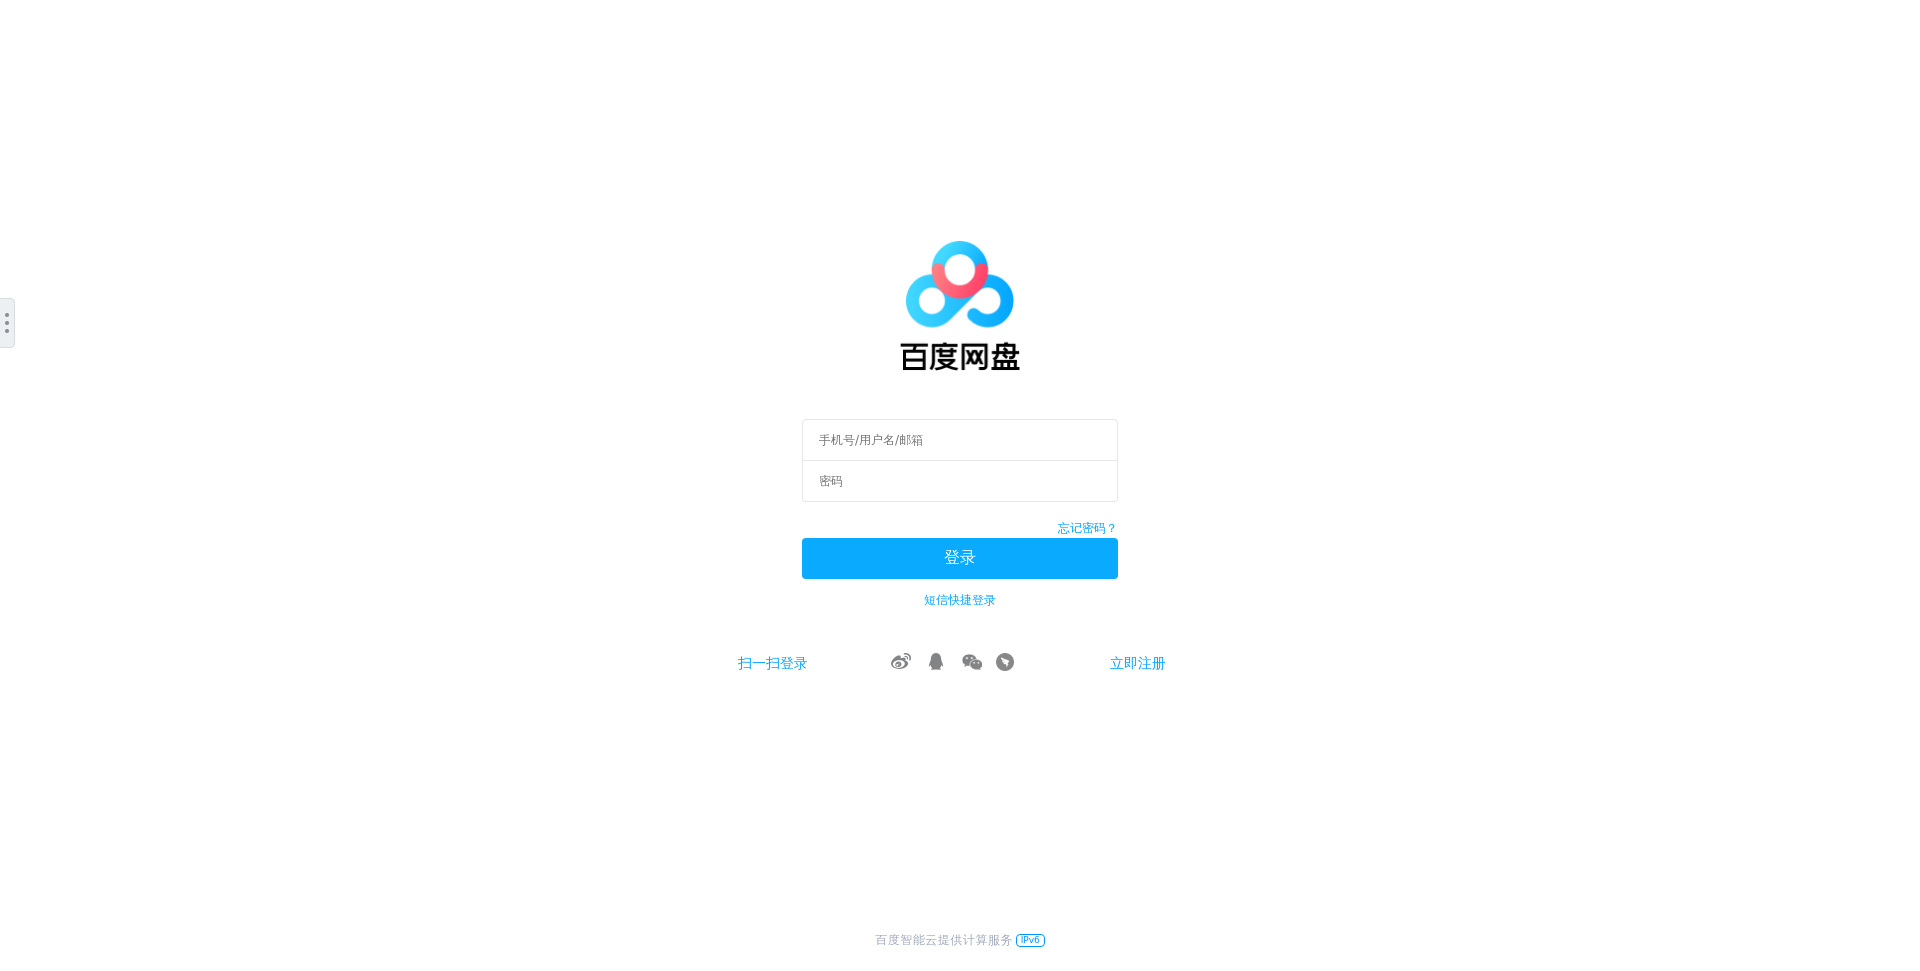 百度网盘
手机号/用户名/邮箱
密码
忘记密码？
登录
短信快捷登录
扫一扫登录
立即注册
百度智能云提供计算服务 IPv6